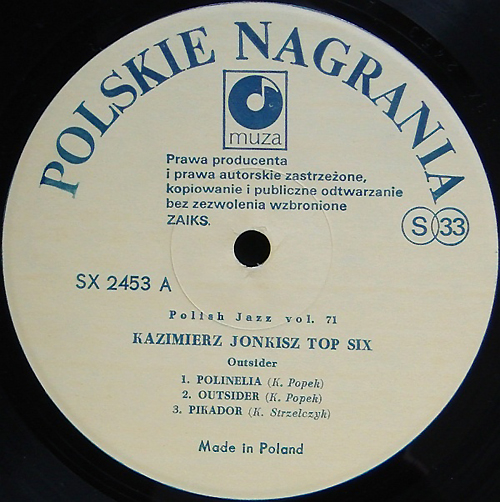 POLSKIE NAGRANIA
muza
Prawa producenta
i prawa autorskie zastrzeżone,
kopiowanie i publiczne odtwarzanie
bez zezwolenia wzbronione
ZAIKS.
S 33
SX 2453 A
Polish Jazz vol. 71
KAZIMIERZ JONKISZ TOP SIX
Outsider
1. POLINELIA (K. Popek)
2. OUTSIDER (K. Popek)
3. PIKADOR (K. Strzelczyk)
Made in Poland